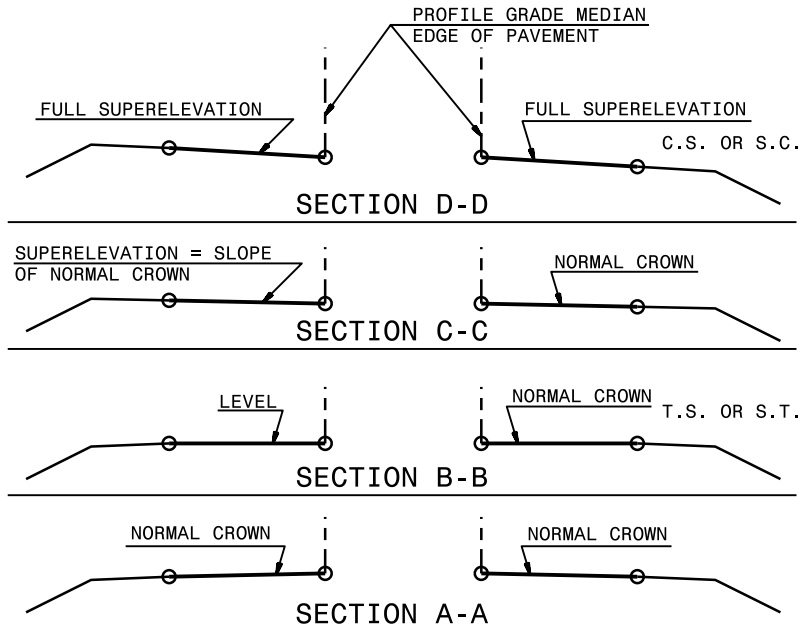 PROFILE GRADE MEDIAN
EDGE OF PAVEMENT
FULL SUPERELEVATION
FULL SUPERELEVATION
C.S. OR S.C.
SECTION D-D
SUPERELEVATION = SLOPE
OF NORMAL CROWN
NORMAL CROWN
SECTION C-C
LEVEL
NORMAL CROWN
T.S. OR S.T.
SECTION B-B
NORMAL CROWN
NORMAL CROWN
SECTION A-A